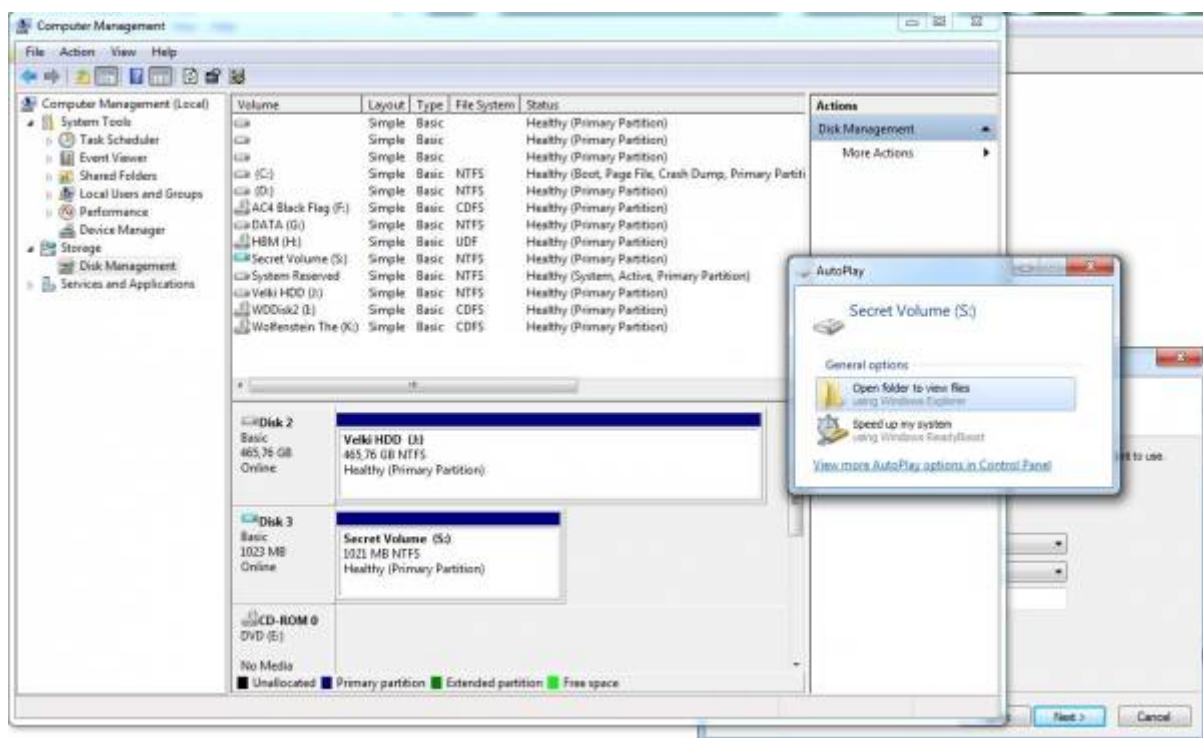 Computer Management
File Action View Help
Computer Management (Local)
System Tools
Task Scheduler
Event Viewer
Shared Folders
Local Users and Groups
Performance
Device Manager
Storage
Disk Management
Services and Applications
Volume Layout Type File System Status
Simple Basic Healthy (Primary Partition)
Simple Basic Healthy (Primary Partition)
Simple Basic Healthy (Primary Partition)
(C:) Simple Basic NTFS Healthy (Boot, Page File, Crash Dump, Primary Partiti
(D:) Simple Basic NTFS Healthy (Primary Partition)
AC4 Black Flag (F:) Simple Basic CDFS Healthy (Primary Partition)
DATA (G:) Simple Basic NTFS Healthy (Primary Partition)
HBM (H:) Simple Basic UDF Healthy (Primary Partition)
Secret Volume (S:) Simple Basic NTFS Healthy (Primary Partition)
System Reserved Simple Basic NTFS Healthy (System, Active, Primary Partition)
Velki HDD (J:) Simple Basic NTFS Healthy (Primary Partition)
WDDisk2 (I:) Simple Basic CDFS Healthy (Primary Partition)
Wolfenstein The (K:) Simple Basic CDFS Healthy (Primary Partition)
Disk 2
Basic
465,76 GB
Online
Velki HDD (J:)
465,76 GB NTFS
Healthy (Primary Partition)
Disk 3
Basic
1023 MB
Online
Secret Volume (S:)
1021 MB NTFS
Healthy (Primary Partition)
CD-ROM 0
DVD (E:)
No Media
Unallocated Primary partition Extended partition Free space
Actions
Disk Management
More Actions
AutoPlay
Secret Volume (S:)
General options
Open folder to view files
using Windows Explorer
Speed up my system
using Windows ReadyBoost
View more AutoPlay options in Control Panel
to use.
Next >
Cancel